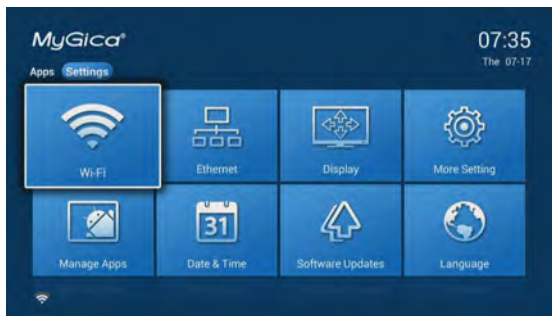 MyGica®
07:35
The 07-17
Apps Settings
Wi-Fi Ethernet Display More Setting
31
Manage Apps Date & Time Software Updates Language